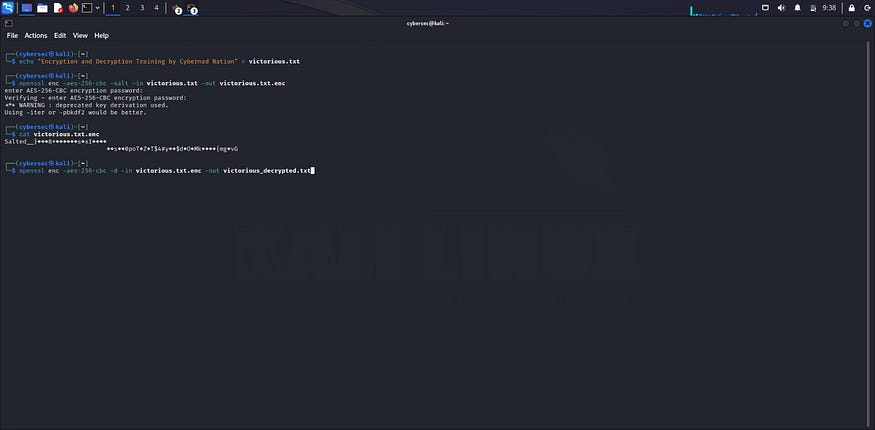 1 2 3 4
2
3
9:38
cybersec@kali: ~
File Actions Edit View Help
(cybersec㉿kali)-[~]
$ echo "Encryption and Decryption Training by Cybernad Nation" > victorious.txt
(cybersec㉿kali)-[~]
$ openssl enc -aes-256-cbc -salt -in victorious.txt -out victorious.txt.enc
enter AES-256-CBC encryption password:
Verifying - enter AES-256-CBC encryption password:
*** WARNING : deprecated key derivation used.
Using -iter or -pbkdf2 would be better.
(cybersec㉿kali)-[~]
$ cat victorious.txt.enc
Salted__
(cybersec㉿kali)-[~]
$ openssl enc -aes-256-cbc -d -in victorious.txt.enc -out victorious_decrypted.txt